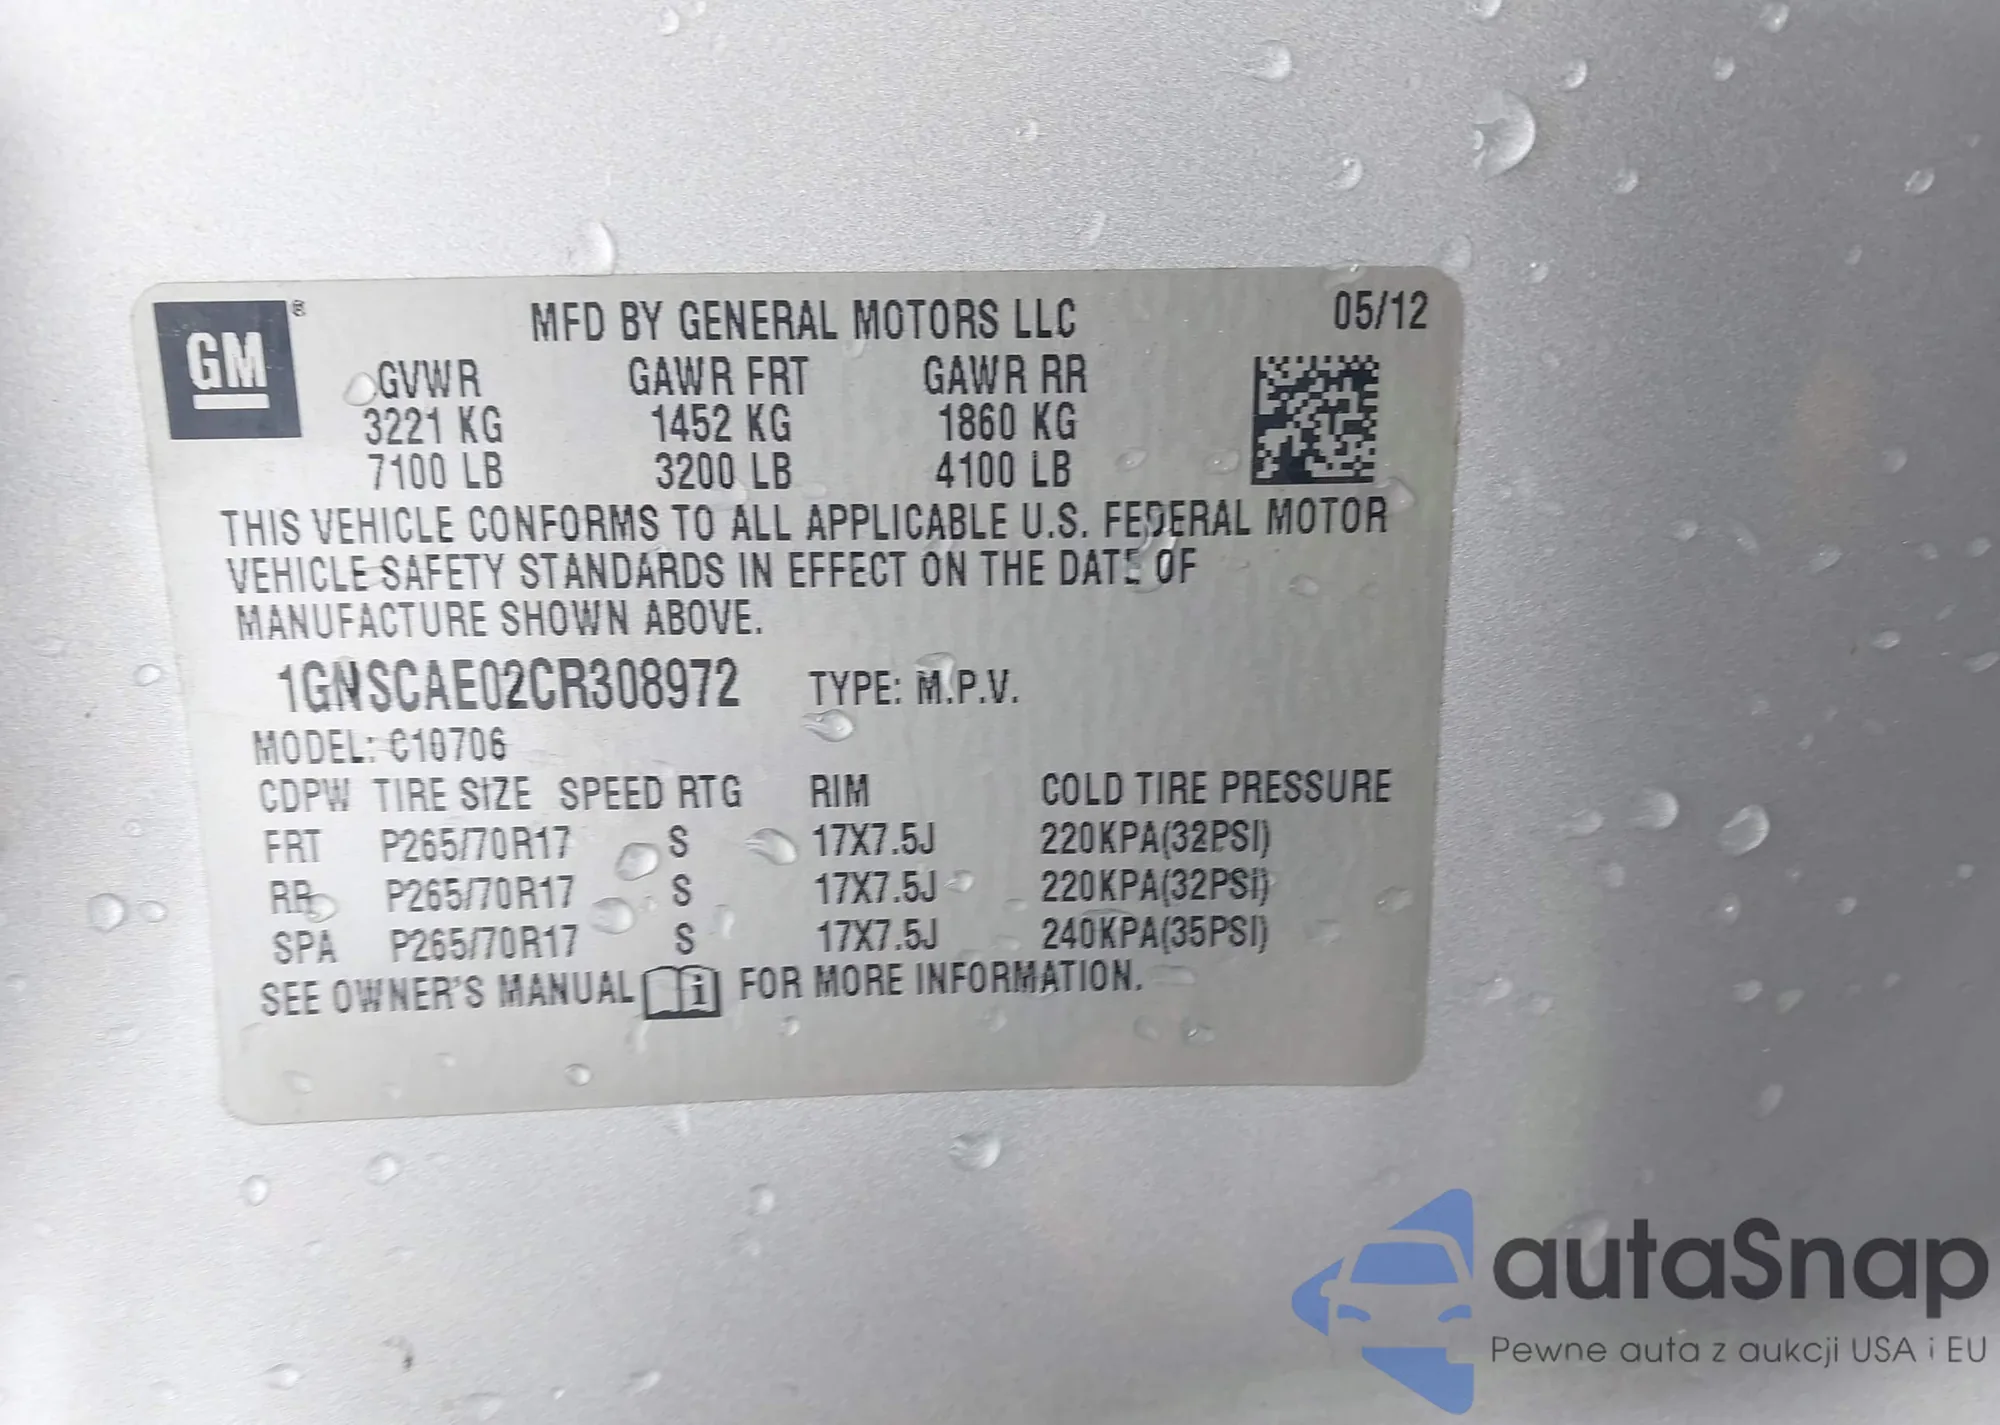 GM® MFD BY GENERAL MOTORS LLC 05/12
GVWR GAWR FRT GAWR RR
3221 KG 1452 KG 1860 KG
7100 LB 3200 LB 4100 LB
THIS VEHICLE CONFORMS TO ALL APPLICABLE U.S. FEDERAL MOTOR
VEHICLE SAFETY STANDARDS IN EFFECT ON THE DATE OF
MANUFACTURE SHOWN ABOVE.
1GNSCAE02CR308972 TYPE: M.P.V.
MODEL: C10706
CDPW TIRE SIZE SPEED RTG RIM COLD TIRE PRESSURE
FRT P265/70R17 S 17X7.5J 220KPA(32PSI)
RR P265/70R17 S 17X7.5J 220KPA(32PSI)
SPA P265/70R17 S 17X7.5J 240KPA(35PSI)
SEE OWNER'S MANUAL i FOR MORE INFORMATION.
autaSnap
Pewne auta z aukcji USA i EU